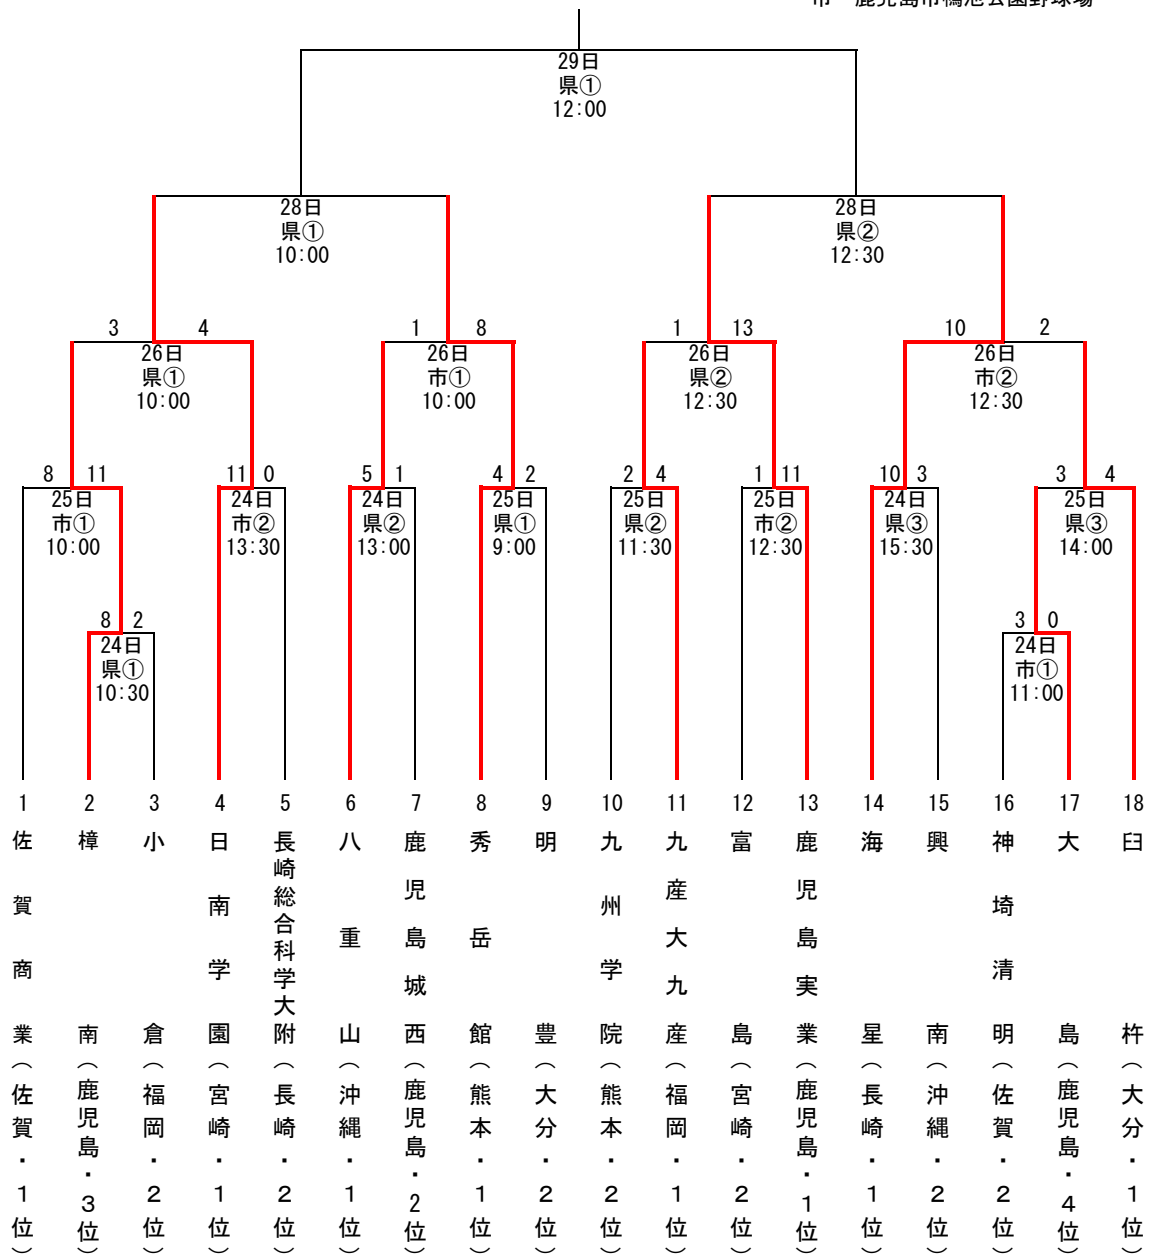 市　鹿児島市鴨池公園野球場
29日
県①
12:00
28日
県①
10:00
28日
県②
12:30
3 4
26日
県①
10:00
1 8
26日
市①
10:00
1 13
26日
県②
12:30
10 2
26日
市②
12:30
8 11
25日
市①
10:00
11 0
24日
市②
13:30
5 1
24日
県②
13:00
4 2
25日
県①
9:00
2 4
25日
県②
11:30
1 11
25日
市②
12:30
10 3
24日
県③
15:30
3 4
25日
県③
14:00
8 2
24日
県①
10:30
3 0
24日
市①
11:00
1 佐賀商業（佐賀・1位）
2 樟南（鹿児島・3位）
3 小倉（福岡・2位）
4 日南学園（宮崎・1位）
5 長崎総合科学大附（長崎・2位）
6 八重山（沖縄・1位）
7 鹿児島城西（鹿児島・2位）
8 秀岳館（熊本・1位）
9 明豊（大分・2位）
10 九州学院（熊本・2位）
11 九産大九産（福岡・1位）
12 富島（宮崎・2位）
13 鹿児島実業（鹿児島・1位）
14 海星（長崎・1位）
15 興南（沖縄・2位）
16 神埼清明（佐賀・2位）
17 大島（鹿児島・4位）
18 臼杵（大分・1位）